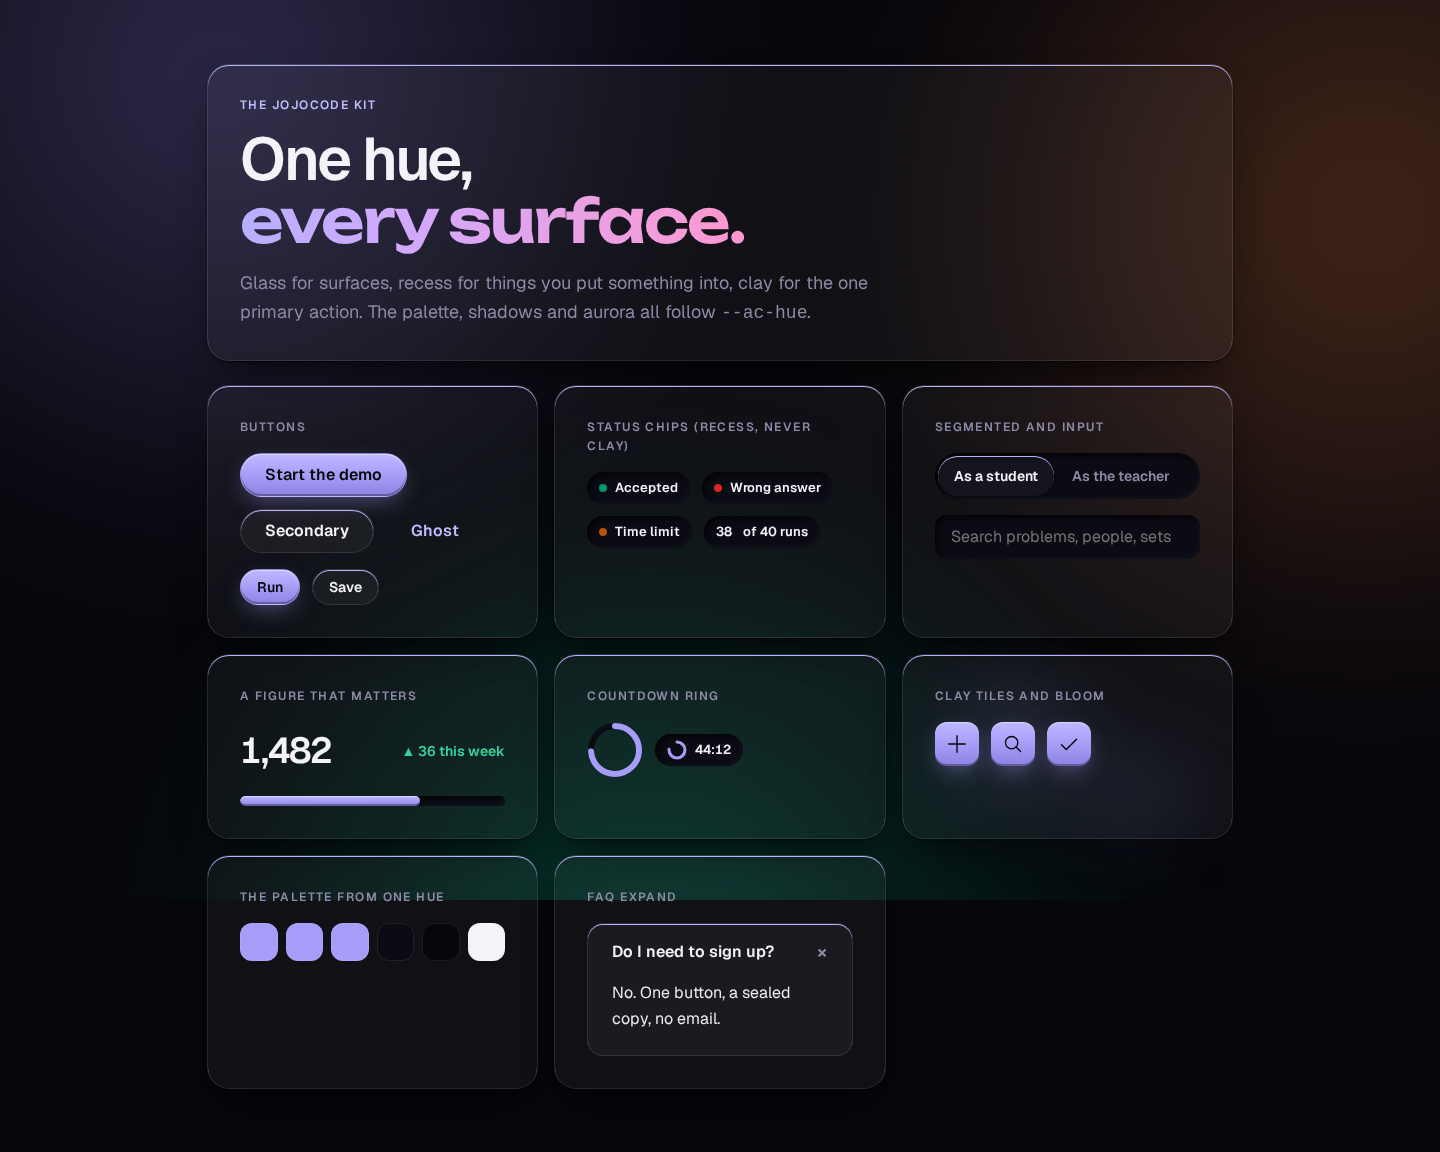 THE JOJOCODE KIT
One hue,
every surface.
Glass for surfaces, recess for things you put something into, clay for the one
primary action. The palette, shadows and aurora all follow --ac-hue.
BUTTONS
Start the demo
Secondary
Ghost
Run
Save
STATUS CHIPS (RECESS, NEVER
CLAY)
Accepted
Wrong answer
Time limit
38 of 40 runs
SEGMENTED AND INPUT
As a student
As the teacher
Search problems, people, sets
A FIGURE THAT MATTERS
1,482
▲ 36 this week
COUNTDOWN RING
44:12
CLAY TILES AND BLOOM
THE PALETTE FROM ONE HUE
FAQ EXPAND
Do I need to sign up?
×
No. One button, a sealed
copy, no email.